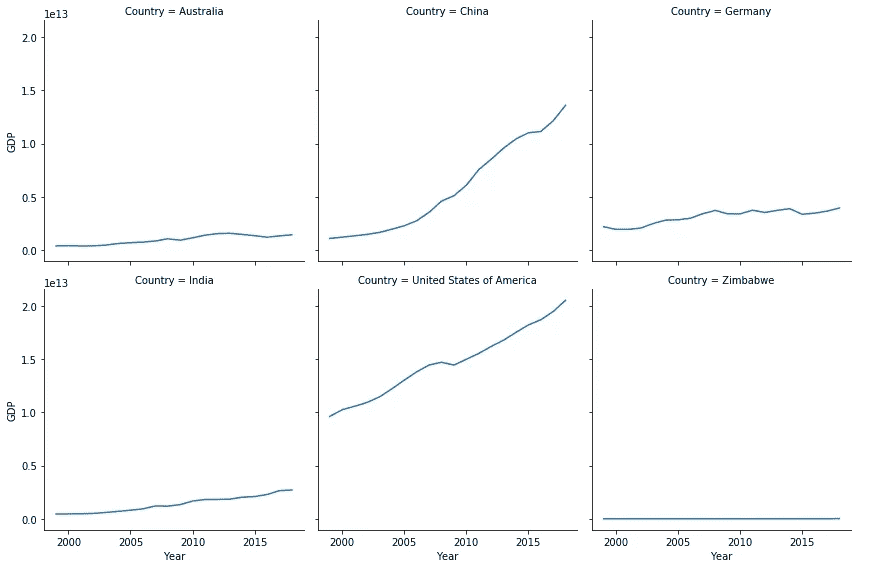 1e13
Country = Australia
Country = China
Country = Germany
2.0
1.5
1.0
0.5
0.0
GDP
1e13
Country = India
Country = United States of America
Country = Zimbabwe
2.0
1.5
1.0
0.5
0.0
GDP
2000 2005 2010 2015
2000 2005 2010 2015
2000 2005 2010 2015
Year
Year
Year